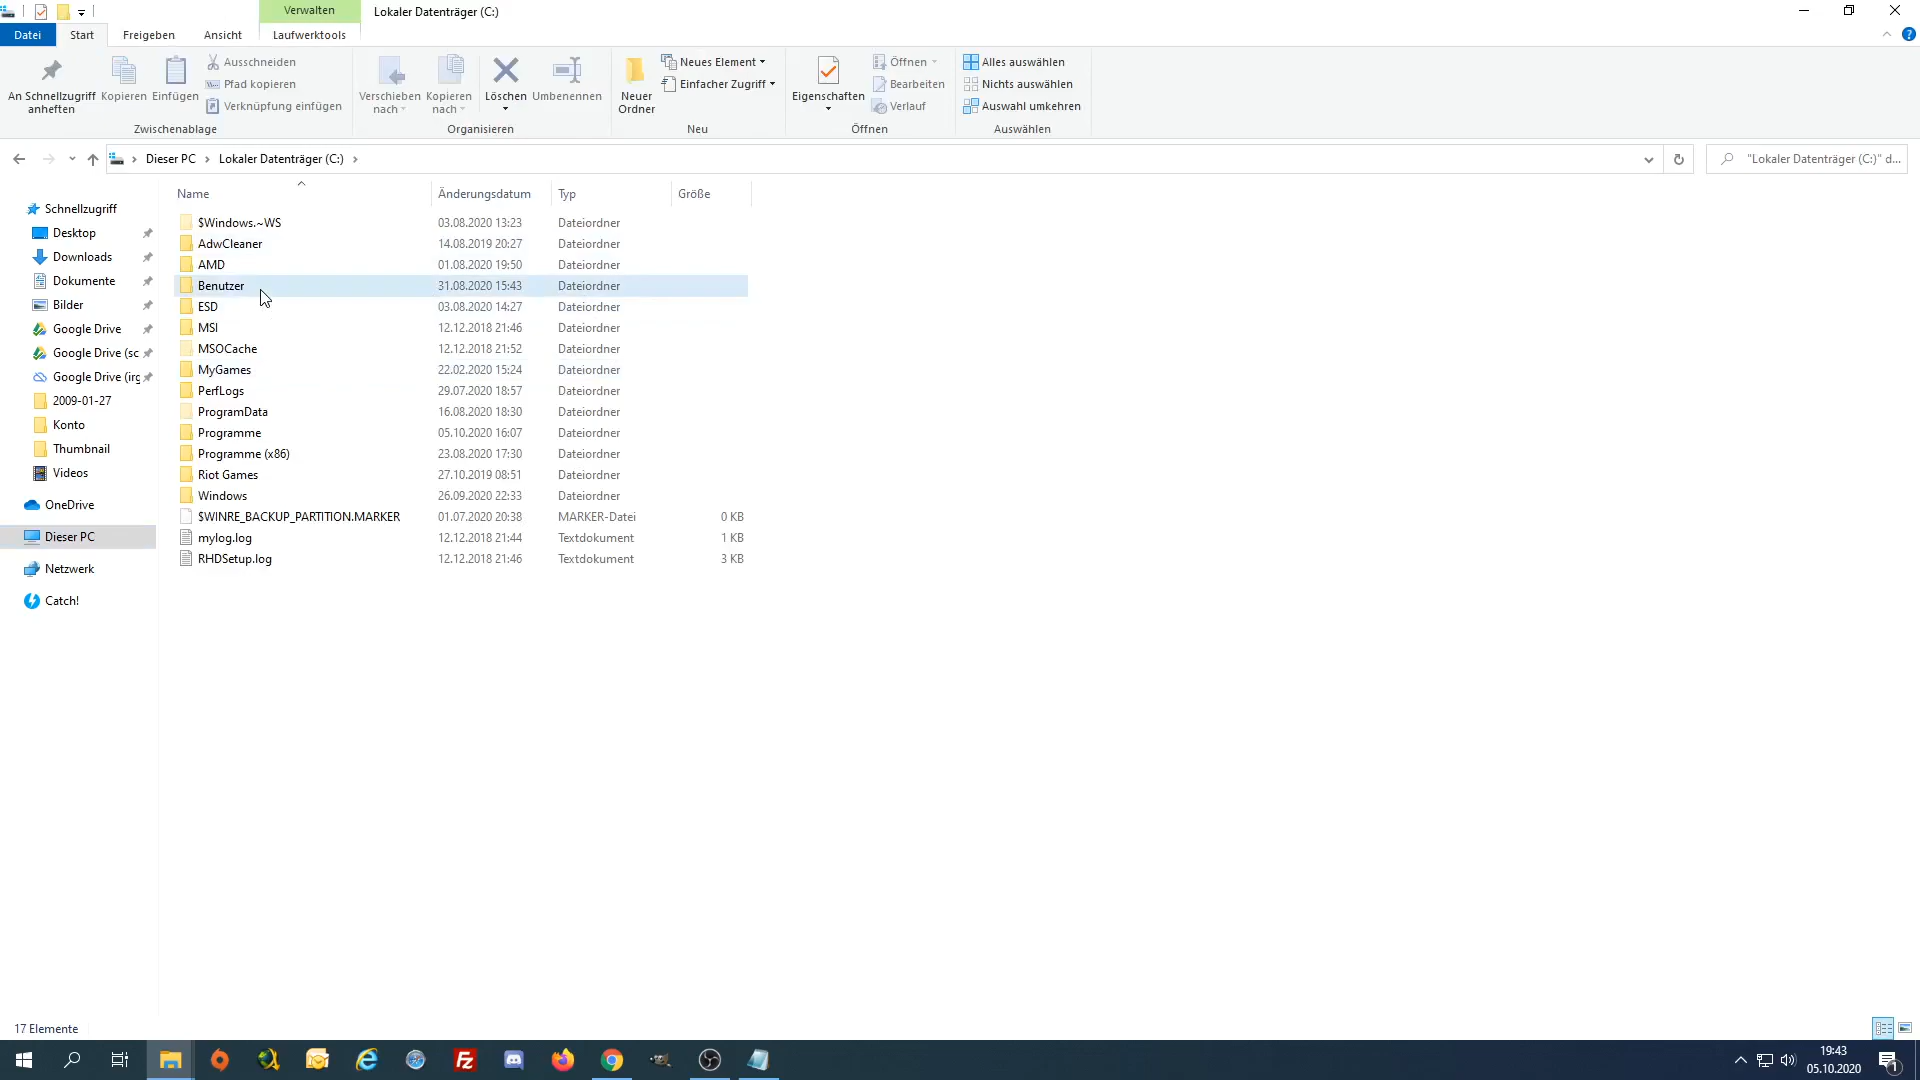 Verwalten
Lokaler Datenträger (C:)
Datei
Start
Freigeben
Ansicht
Laufwerktools
?
An Schnellzugriff anheften
Kopieren
Einfügen
Ausschneiden
Pfad kopieren
Verknüpfung einfügen
Zwischenablage
Verschieben nach
Kopieren nach
Löschen
Umbenennen
Organisieren
Neuer Ordner
Neues Element
Einfacher Zugriff
Neu
Eigenschaften
Öffnen
Bearbeiten
Verlauf
Öffnen
Alles auswählen
Nichts auswählen
Auswahl umkehren
Auswählen
Dieser PC > Lokaler Datenträger (C:) >
"Lokaler Datenträger (C:)" d...
Schnellzugriff
Desktop
Downloads
Dokumente
Bilder
Google Drive
Google Drive (sc
Google Drive (irg
2009-01-27
Konto
Thumbnail
Videos
OneDrive
Dieser PC
Netzwerk
Catch!
Name Änderungsdatum Typ Größe
$Windows.~WS 03.08.2020 13:23 Dateiordner
AdwCleaner 14.08.2019 20:27 Dateiordner
AMD 01.08.2020 19:50 Dateiordner
Benutzer 31.08.2020 15:43 Dateiordner
ESD 03.08.2020 14:27 Dateiordner
MSI 12.12.2018 21:46 Dateiordner
MSOCache 12.12.2018 21:52 Dateiordner
MyGames 22.02.2020 15:24 Dateiordner
PerfLogs 29.07.2020 18:57 Dateiordner
ProgramData 16.08.2020 18:30 Dateiordner
Programme 05.10.2020 16:07 Dateiordner
Programme (x86) 23.08.2020 17:30 Dateiordner
Riot Games 27.10.2019 08:51 Dateiordner
Windows 26.09.2020 22:33 Dateiordner
$WINRE_BACKUP_PARTITION.MARKER 01.07.2020 20:38 MARKER-Datei 0 KB
mylog.log 12.12.2018 21:44 Textdokument 1 KB
RHDSetup.log 12.12.2018 21:46 Textdokument 3 KB
17 Elemente
Fz
19:43
05.10.2020
1